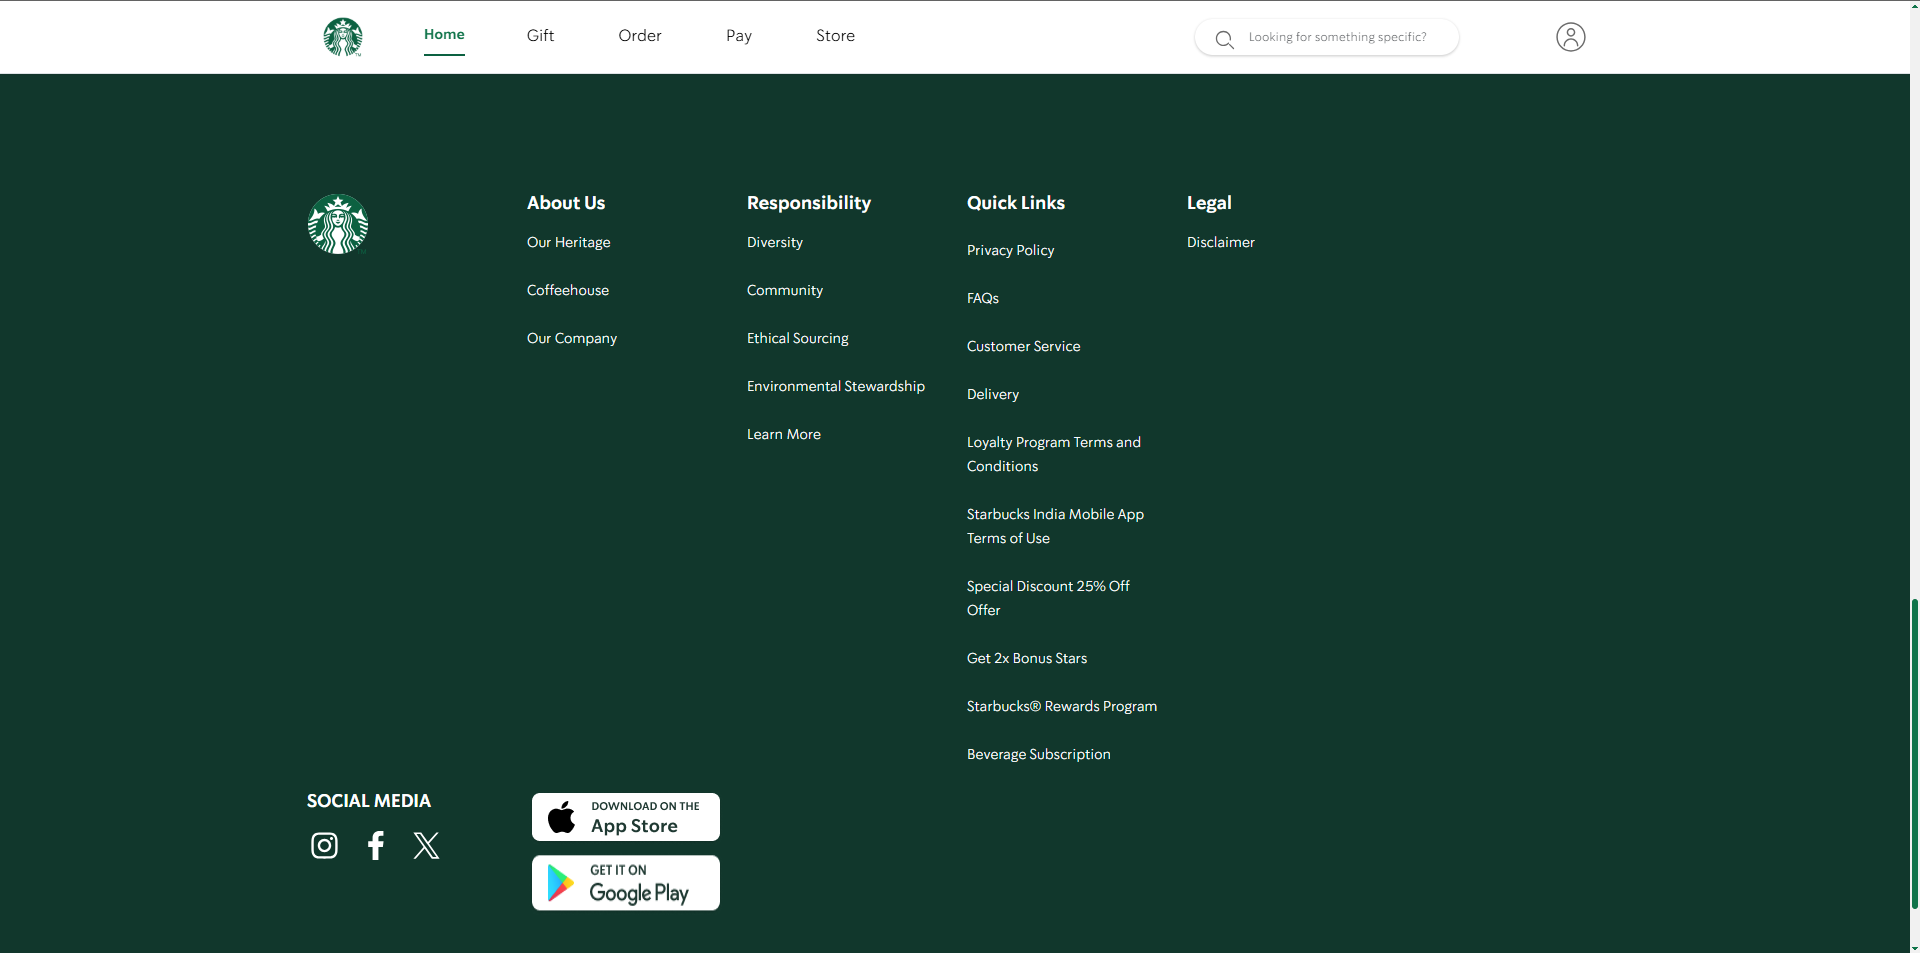 Home
Gift
Order
Pay
Store
Looking for something specific?
About Us
Our Heritage
Coffeehouse
Our Company
Responsibility
Diversity
Community
Ethical Sourcing
Environmental Stewardship
Learn More
Quick Links
Privacy Policy
FAQs
Customer Service
Delivery
Loyalty Program Terms and
Conditions
Starbucks India Mobile App
Terms of Use
Special Discount 25% Off
Offer
Get 2x Bonus Stars
Starbucks® Rewards Program
Beverage Subscription
Legal
Disclaimer
SOCIAL MEDIA
DOWNLOAD ON THE
App Store
GET IT ON
Google Play